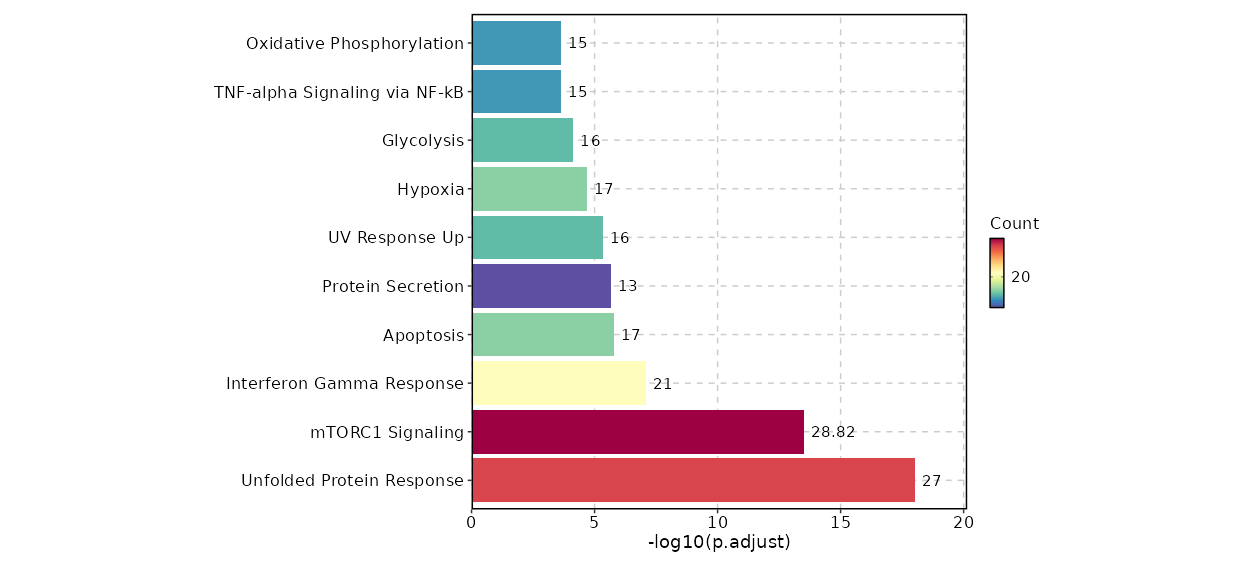 Oxidative Phosphorylation 15
TNF-alpha Signaling via NF-kB 15
Glycolysis 16
Hypoxia 17
UV Response Up 16
Protein Secretion 13
Apoptosis 17
Interferon Gamma Response 21
mTORC1 Signaling 28.82
Unfolded Protein Response 27
0 5 10 15 20
-log10(p.adjust)
Count
20